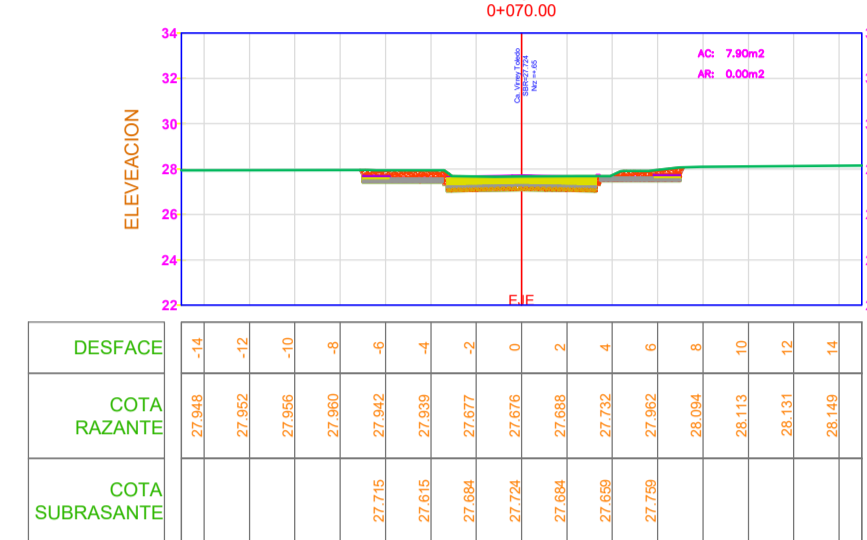 0+070.00
34
32
30
28
26
24
22
ELEVEACION
Ca. Virrey Toledo
SBR=27.724
AC: 7.90m2
AR: 0.00m2
EJE
DESFACE -14 -12 -10 -8 -6 -4 -2 0 2 4 6 8 10 12 14
COTA
RAZANTE 27.948 27.952 27.956 27.960 27.942 27.939 27.677 27.676 27.688 27.732 27.962 28.094 28.113 28.131 28.149
COTA
SUBRASANTE 27.715 27.615 27.684 27.724 27.684 27.659 27.759